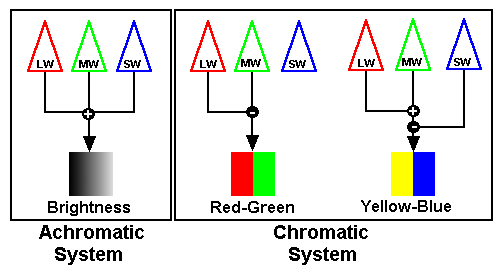 LW MW SW
LW MW SW
LW MW SW
+
-
+
-
Brightness
Red-Green
Yellow-Blue
Achromatic
System
Chromatic
System